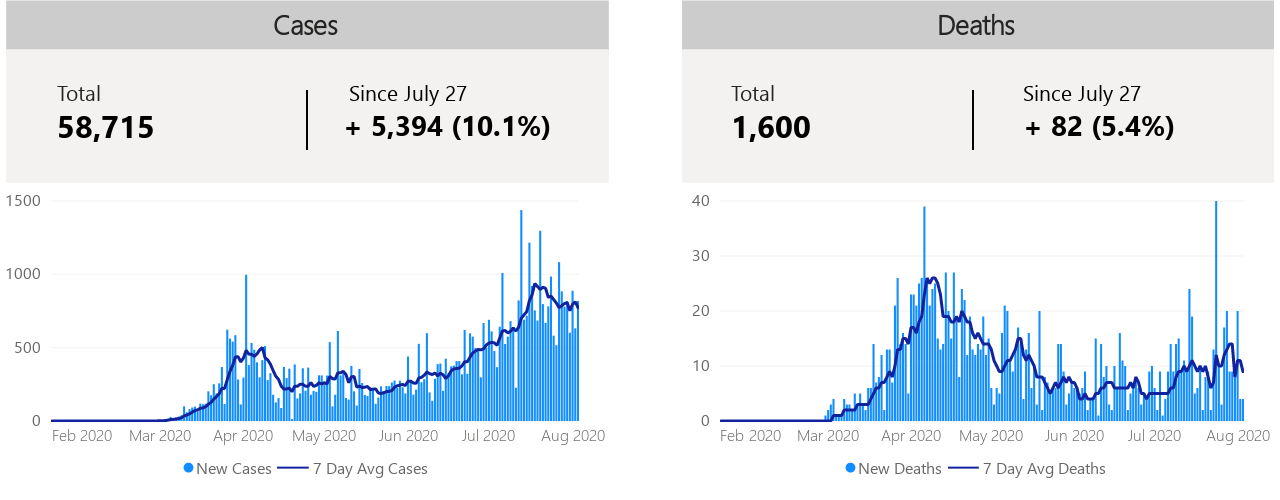 Cases
Total
Since July 27
58,715
+ 5,394 (10.1%)
1500
1000
500
0
Feb 2020 Mar 2020 Apr 2020 May 2020 Jun 2020 Jul 2020 Aug 2020
New Cases 7 Day Avg Cases
Deaths
Total
Since July 27
1,600
+ 82 (5.4%)
40
30
20
10
0
Feb 2020 Mar 2020 Apr 2020 May 2020 Jun 2020 Jul 2020 Aug 2020
New Deaths 7 Day Avg Deaths